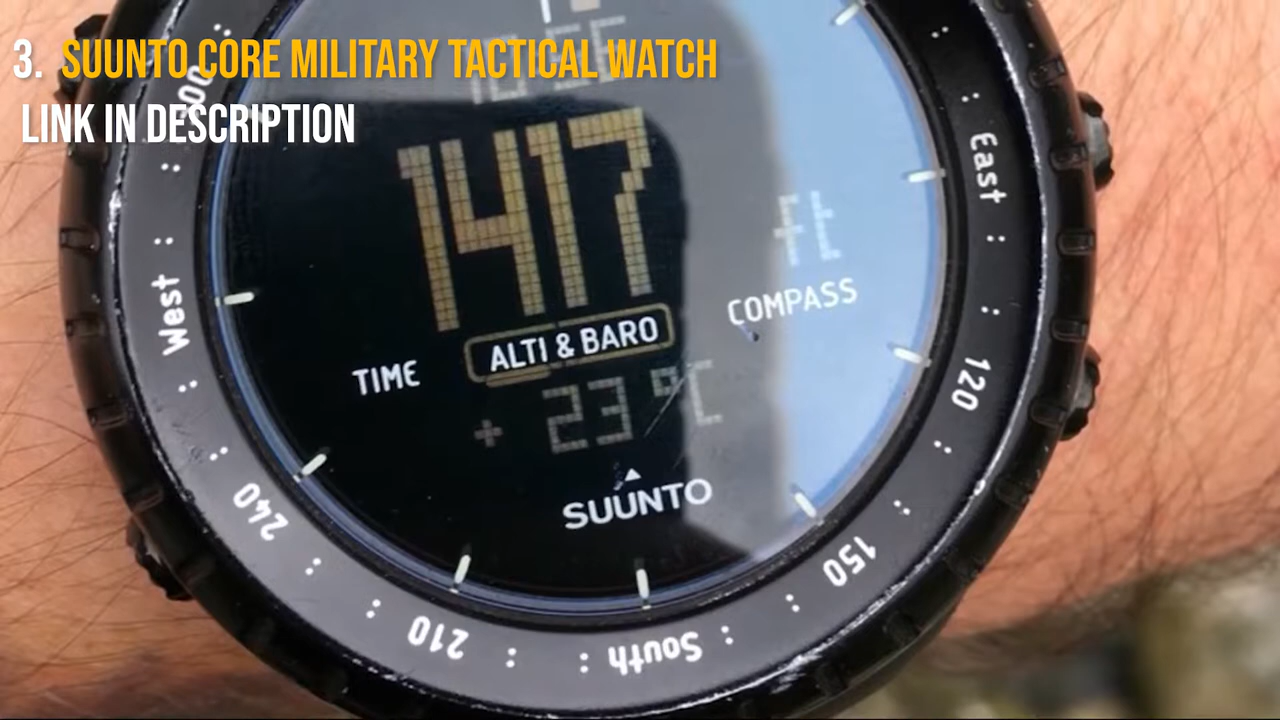 3. SUUNTO CORE MILITARY TACTICAL WATCH
LINK IN DESCRIPTION
1417
ft
COMPASS
ALTI & BARO
TIME
+ 23 °C
SUUNTO
East
120
150
South
210
240
West